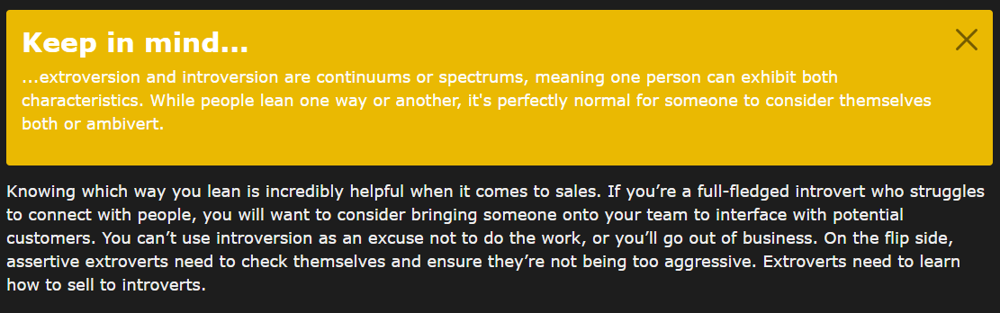 Keep in mind...
...extroversion and introversion are continuums or spectrums, meaning one person can exhibit both
characteristics. While people lean one way or another, it's perfectly normal for someone to consider themselves
both or ambivert.
Knowing which way you lean is incredibly helpful when it comes to sales. If you’re a full-fledged introvert who struggles
to connect with people, you will want to consider bringing someone onto your team to interface with potential
customers. You can’t use introversion as an excuse not to do the work, or you’ll go out of business. On the flip side,
assertive extroverts need to check themselves and ensure they’re not being too aggressive. Extroverts need to learn
how to sell to introverts.